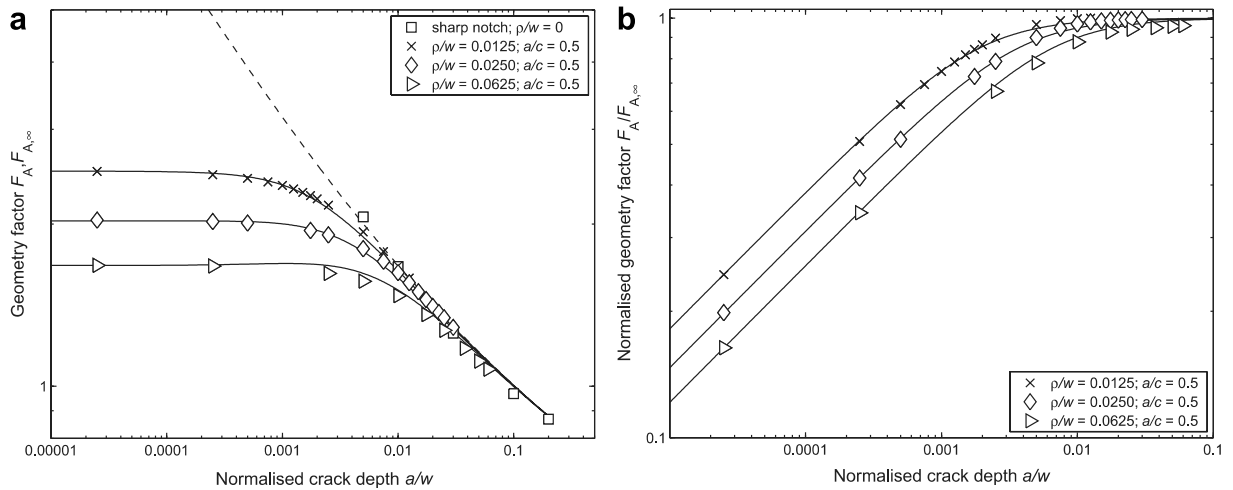 a
sharp notch; ρ/w = 0
ρ/w = 0.0125; a/c = 0.5
ρ/w = 0.0250; a/c = 0.5
ρ/w = 0.0625; a/c = 0.5
Geometry factor F_A, F_A,∞
1
0.00001
0.0001
0.001
0.01
0.1
Normalised crack depth a/w
b
Normalised geometry factor F_A/F_A,∞
1
0.1
ρ/w = 0.0125; a/c = 0.5
ρ/w = 0.0250; a/c = 0.5
ρ/w = 0.0625; a/c = 0.5
0.0001
0.001
0.01
0.1
Normalised crack depth a/w